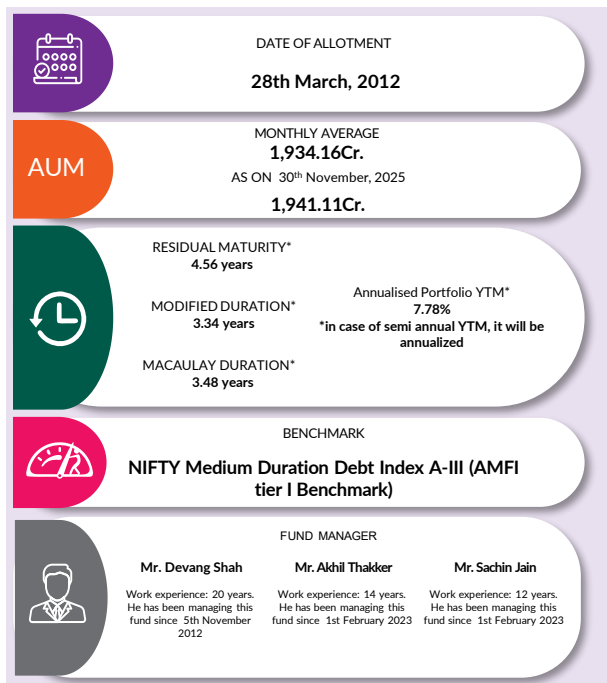 DATE OF ALLOTMENT
28th March, 2012
AUM
MONTHLY AVERAGE
1,934.16Cr.
AS ON 30th November, 2025
1,941.11Cr.
RESIDUAL MATURITY*
4.56 years
MODIFIED DURATION*
3.34 years
MACAULAY DURATION*
3.48 years
Annualised Portfolio YTM*
7.78%
*in case of semi annual YTM, it will be
annualized
BENCHMARK
NIFTY Medium Duration Debt Index A-III (AMFI
tier I Benchmark)
FUND MANAGER
Mr. Devang Shah
Work experience: 20 years.
He has been managing this
fund since 5th November
2012
Mr. Akhil Thakker
Work experience: 14 years.
He has been managing this
fund since 1st February 2023
Mr. Sachin Jain
Work experience: 12 years.
He has been managing this
fund since 1st February 2023